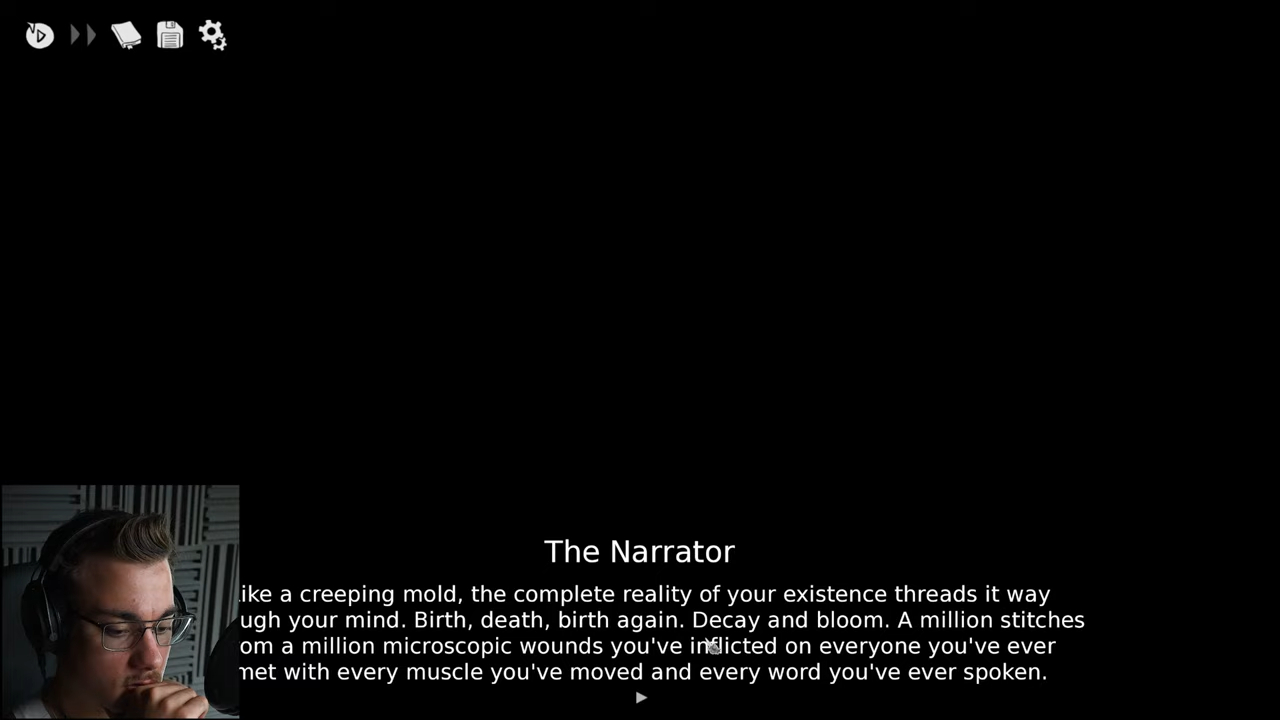 The Narrator
ike a creeping mold, the complete reality of your existence threads it way
ugh your mind. Birth, death, birth again. Decay and bloom. A million stitches
om a million microscopic wounds you've inflicted on everyone you've ever
met with every muscle you've moved and every word you've ever spoken.